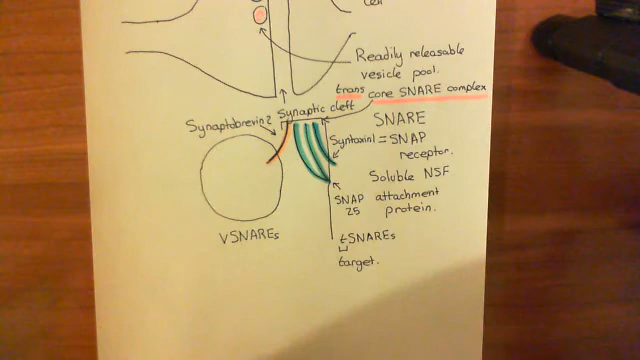 Cell
Readily releasable
vesicle pool.
trans core SNARE complex
Synaptic cleft
Synaptobrevin2
SNARE
Syntaxin1 = SNAP
receptor.
Soluble NSF
SNAP attachment
25 protein.
VSNAREs
tSNAREs
target.